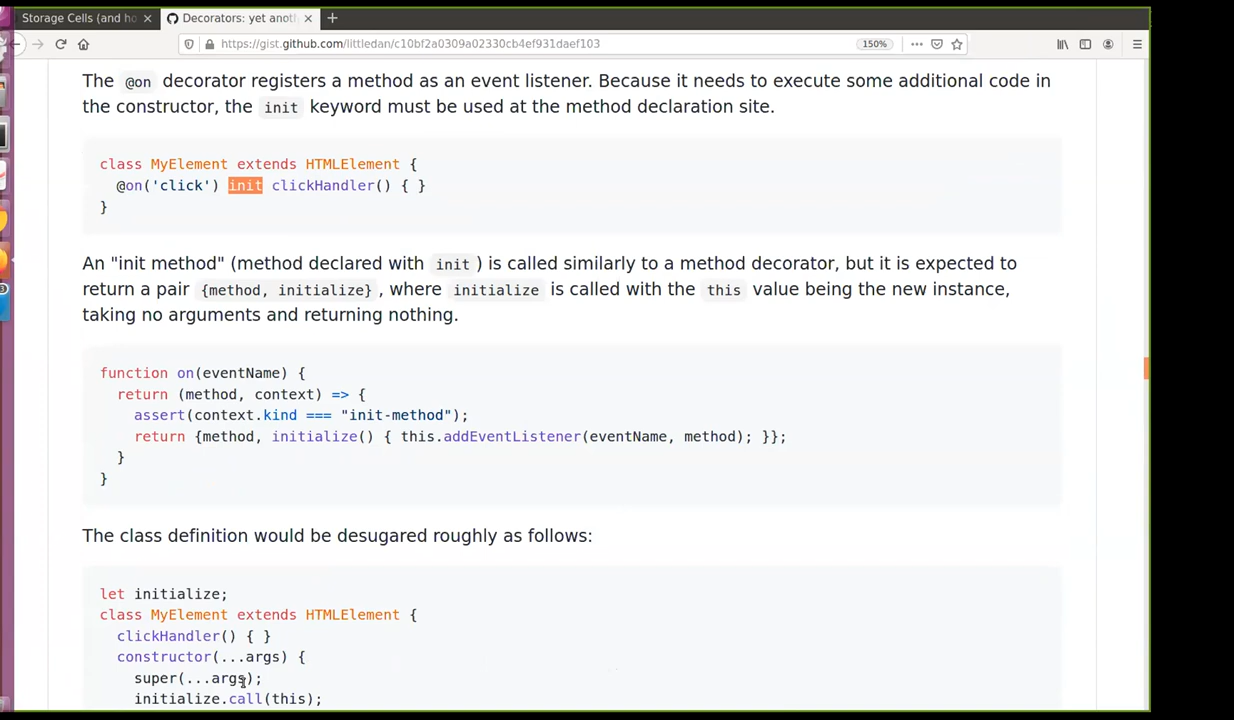 Storage Cells (and ho
Decorators: yet anot
https://gist.github.com/littledan/c10bf2a0309a02330cb4ef931daef103
150%
The @on decorator registers a method as an event listener. Because it needs to execute some additional code in
the constructor, the init keyword must be used at the method declaration site.
class MyElement extends HTMLElement {
@on('click') init clickHandler() { }
}
An "init method" (method declared with init ) is called similarly to a method decorator, but it is expected to
return a pair {method, initialize} , where initialize is called with the this value being the new instance,
taking no arguments and returning nothing.
function on(eventName) {
return (method, context) => {
assert(context.kind === "init-method");
return {method, initialize() { this.addEventListener(eventName, method); }};
}
}
The class definition would be desugared roughly as follows:
let initialize;
class MyElement extends HTMLElement {
clickHandler() { }
constructor(...args) {
super(...args);
initialize.call(this);